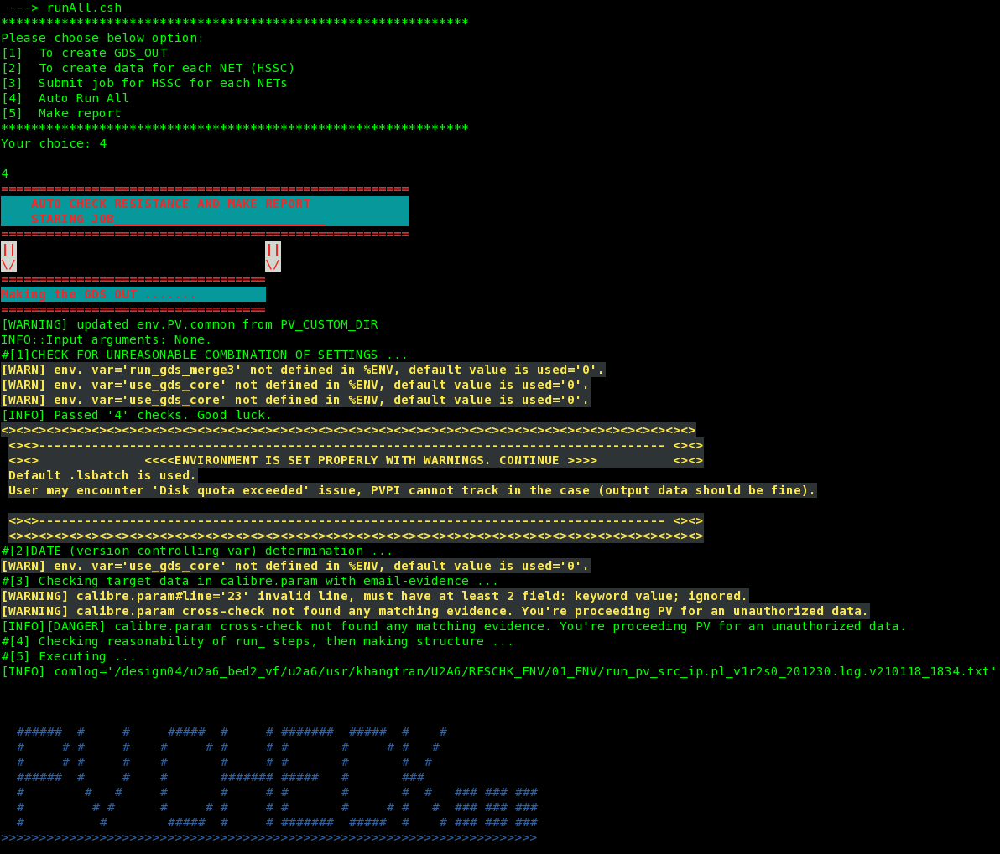 ---> runAll.csh
**************************************************************
Please choose below option:
[1]  To create GDS_OUT
[2]  To create data for each NET (HSSC)
[3]  Submit job for HSSC for each NETs
[4]  Auto Run All
[5]  Make report
**************************************************************
Your choice: 4
4
======================================================
    AUTO CHECK RESISTANCE AND MAKE REPORT
    STARING JOB____________________________
======================================================
||                                 ||
\/                                 \/
===================================
Making the GDS OUT .......
===================================
[WARNING] updated env.PV.common from PV_CUSTOM_DIR
INFO::Input arguments: None.
#[1]CHECK FOR UNREASONABLE COMBINATION OF SETTINGS ...
[WARN] env. var='run_gds_merge3' not defined in %ENV, default value is used='0'.
[WARN] env. var='use_gds_core' not defined in %ENV, default value is used='0'.
[WARN] env. var='use_gds_core' not defined in %ENV, default value is used='0'.
[INFO] Passed '4' checks. Good luck.
<><><><><><><><><><><><><><><><><><><><><><><><><><><><><><><><><><><><><><><><><><><><><><>
 <><>----------------------------------------------------------------------------------- <><>
 <><>              <<<<ENVIRONMENT IS SET PROPERLY WITH WARNINGS. CONTINUE >>>>          <><>
 Default .lsbatch is used.
 User may encounter 'Disk quota exceeded' issue, PVPI cannot track in the case (output data should be fine).
 <><>----------------------------------------------------------------------------------- <><>
 <><><><><><><><><><><><><><><><><><><><><><><><><><><><><><><><><><><><><><><><><><><><><><>
#[2]DATE (version controlling var) determination ...
[WARN] env. var='use_gds_core' not defined in %ENV, default value is used='0'.
#[3] Checking target data in calibre.param with email-evidence ...
[WARNING] calibre.param#line='23' invalid line, must have at least 2 field: keyword value; ignored.
[WARNING] calibre.param cross-check not found any matching evidence. You're proceeding PV for an unauthorized data.
[INFO][DANGER] calibre.param cross-check not found any matching evidence. You're proceeding PV for an unauthorized data.
#[4] Checking reasonability of run_ steps, then making structure ...
#[5] Executing ...
[INFO] comlog='/design04/u2a6_bed2_vf/u2a6/usr/khangtran/U2A6/RESCHK_ENV/01_ENV/run_pv_src_ip.pl_v1r2s0_201230.log.v210118_1834.txt'
  ######  #     #     #####  #     # #######  #####  #    #
  #     # #     #    #     # #     # #       #     # #   #
  #     # #     #    #       #     # #       #       #  #
  ######  #     #    #       ####### #####   #       ###
  #        #   #     #       #     # #       #       #  #   ### ### ###
  #         # #      #     # #     # #       #     # #   #  ### ### ###
  #          #        #####  #     # #######  #####  #    # ### ### ###
>>>>>>>>>>>>>>>>>>>>>>>>>>>>>>>>>>>>>>>>>>>>>>>>>>>>>>>>>>>>>>>>>>>>>>>